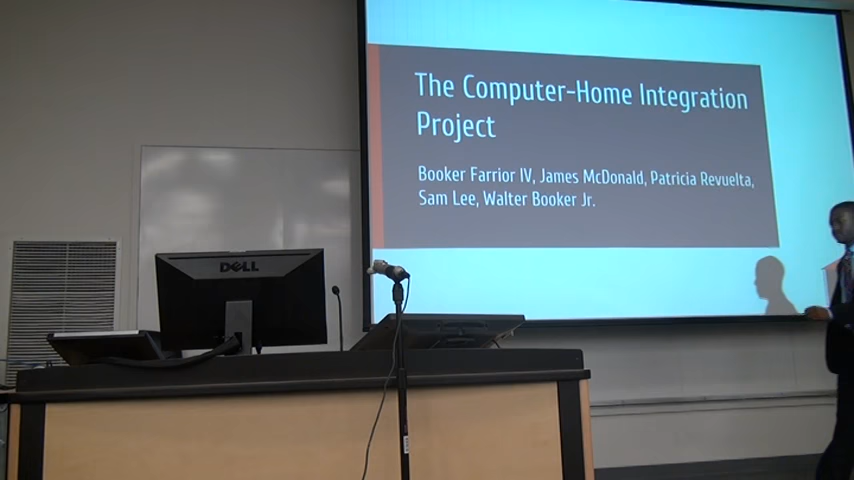 The Computer-Home Integration
Project
Booker Farrior IV, James McDonald, Patricia Revuelta,
Sam Lee, Walter Booker Jr.
DELL